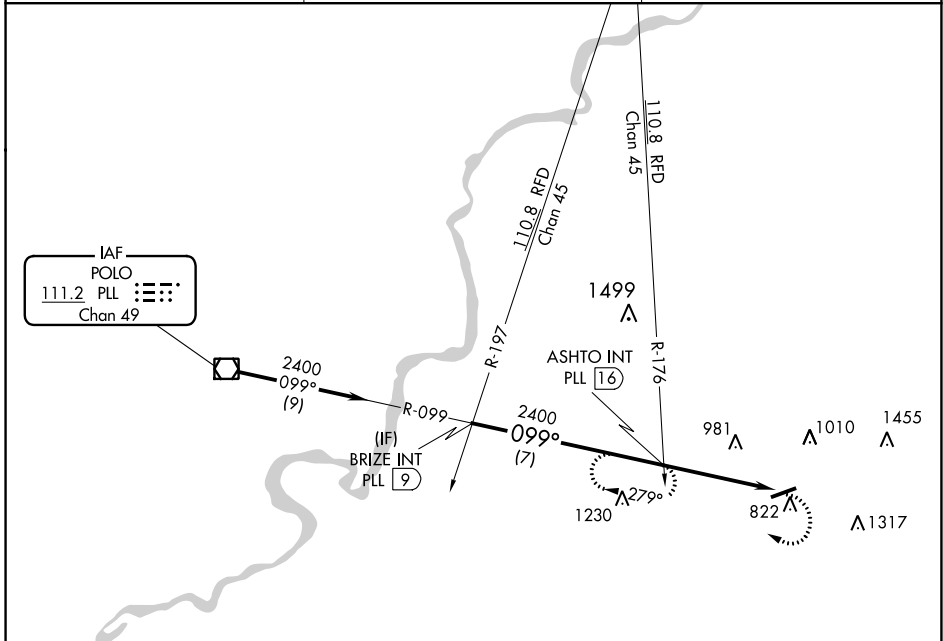 110.8 RFD
Chan 45
110.8 RFD
Chan 45
IAF
POLO
111.2 PLL
Chan 49
1499
R-197
R-176
ASHTO INT
PLL 16
2400
099°
(9)
R-099
2400
099°
(7)
(IF)
BRIZE INT
PLL 9
981
1010
1455
279°
1230
822
1317